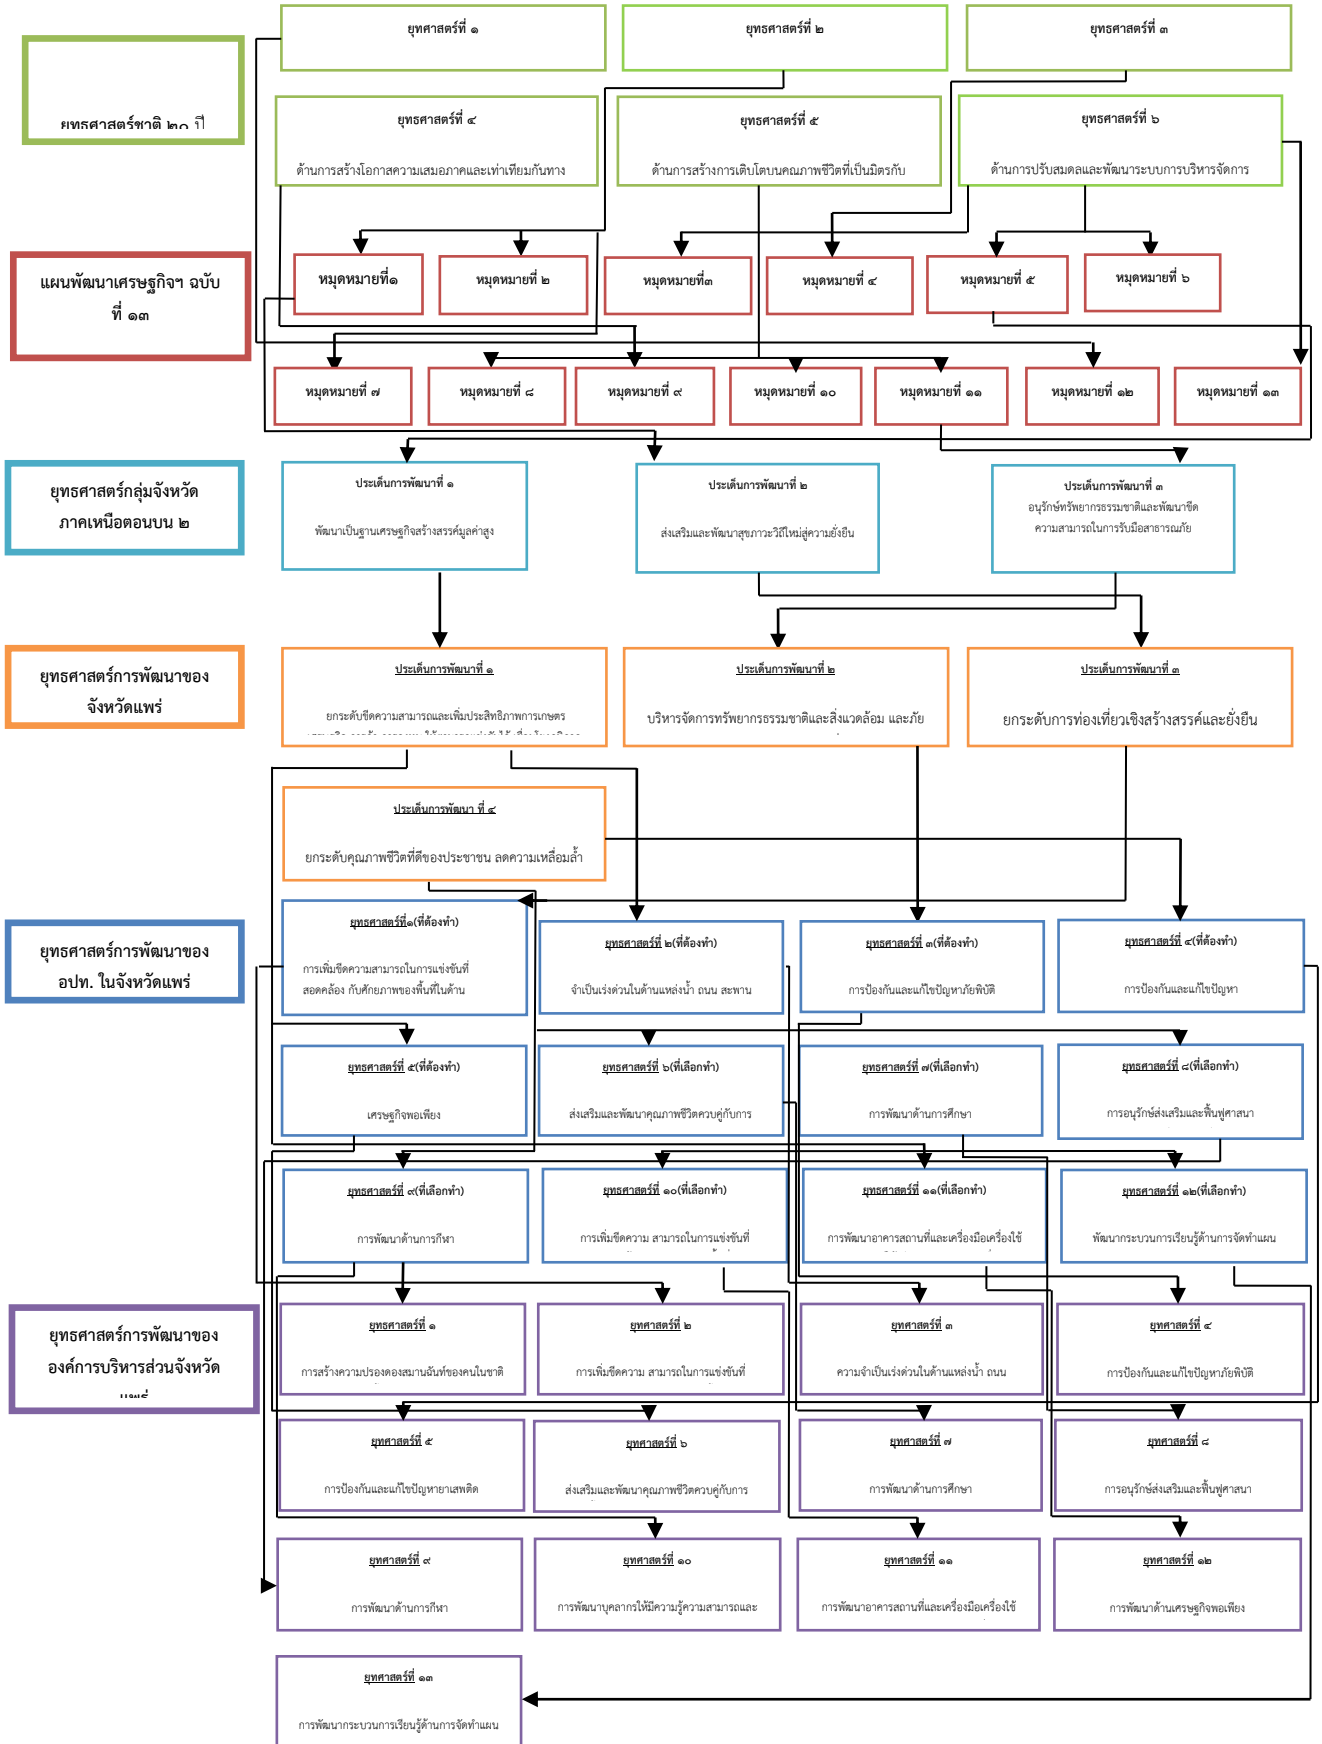 ยุทศาสตร์ที่ ๑
ยุทธศาสตร์ที่ ๒
ยุทธศาสตร์ที่ ๓
ยุทธศาสตร์ชาติ ๒๐ ปี
ยุทธศาสตร์ที่ ๔
ด้านการสร้างโอกาสความเสมอภาคและเท่าเทียมกันทาง
ยุทธศาสตร์ที่ ๕
ด้านการสร้างการเติบโตบนคุณภาพชีวิตที่เป็นมิตรกับ
ยุทธศาสตร์ที่ ๖
ด้านการปรับสมดลและพัฒนาระบบการบริหารจัดการ
แผนพัฒนาเศรษฐกิจฯ ฉบับ
ที่ ๑๓
หมุดหมายที่๑
หมุดหมายที่ ๒
หมุดหมายที่๓
หมุดหมายที่ ๔
หมุดหมายที่ ๕
หมุดหมายที่ ๖
หมุดหมายที่ ๗
หมุดหมายที่ ๘
หมุดหมายที่ ๙
หมุดหมายที่ ๑๐
หมุดหมายที่ ๑๑
หมุดหมายที่ ๑๒
หมุดหมายที่ ๑๓
ยุทธศาสตร์กลุ่มจังหวัด
ภาคเหนือตอนบน ๒
ประเด็นการพัฒนาที่ ๑
พัฒนาเป็นฐานเศรษฐกิจสร้างสรรค์มูลค่าสูง
ประเด็นการพัฒนาที่ ๒
ส่งเสริมและพัฒนาสุขภาวะวิถีใหม่สู่ความยั่งยืน
ประเด็นการพัฒนาที่ ๓
อนุรักษ์ทรัพยากรธรรมชาติและพัฒนาขีด
ความสามารถในการรับมือสาธารณภัย
ยุทธศาสตร์การพัฒนาของ
จังหวัดแพร่
ประเด็นการพัฒนาที่ ๑
ยกระดับขีดความสามารถและเพิ่มประสิทธิภาพการเกษตร
ประเด็นการพัฒนาที่ ๒
บริหารจัดการทรัพยากรธรรมชาติและสิ่งแวดล้อม และภัย
ประเด็นการพัฒนาที่ ๓
ยกระดับการท่องเที่ยวเชิงสร้างสรรค์และยั่งยืน
ประเด็นการพัฒนา ที่ ๔
ยกระดับคุณภาพชีวิตที่ดีของประชาชน ลดความเหลื่อมล้ำ
ยุทธศาสตร์การพัฒนาของ
อปท. ในจังหวัดแพร่
ยุทธศาสตร์ที่๑(ที่ต้องทำ)
การเพิ่มขีดความสามารถในการแข่งขันที่
สอดคล้อง กับศักยภาพของพื้นที่ในด้าน
ยุทธศาสตร์ที่ ๒(ที่ต้องทำ)
จำเป็นเร่งด่วนในด้านแหล่งน้ำ ถนน สะพาน
ยุทธศาสตร์ที่ ๓(ที่ต้องทำ)
การป้องกันและแก้ไขปัญหาภัยพิบัติ
ยุทธศาสตร์ที่ ๔(ที่ต้องทำ)
การป้องกันและแก้ไขปัญหา
ยุทธศาสตร์ที่ ๕(ที่ต้องทำ)
เศรษฐกิจพอเพียง
ยุทธศาสตร์ที่ ๖(ที่เลือกทำ)
ส่งเสริมและพัฒนาคุณภาพชีวิตควบคู่กับการ
ยุทธศาสตร์ที่ ๗(ที่เลือกทำ)
การพัฒนาด้านการศึกษา
ยุทธศาสตร์ที่ ๘(ที่เลือกทำ)
การอนุรักษ์ส่งเสริมและฟื้นฟูศาสนา
ยุทธศาสตร์ที่ ๙(ที่เลือกทำ)
การพัฒนาด้านการกีฬา
ยุทธศาสตร์ที่ ๑๐(ที่เลือกทำ)
การเพิ่มขีดความ สามารถในการแข่งขันที่
ยุทธศาสตร์ที่ ๑๑(ที่เลือกทำ)
การพัฒนาอาคารสถานที่และเครื่องมือเครื่องใช้
ยุทธศาสตร์ที่ ๑๒(ที่เลือกทำ)
พัฒนากระบวนการเรียนรู้ด้านการจัดทำแผน
ยุทธศาสตร์การพัฒนาของ
องค์การบริหารส่วนจังหวัด
แพร่
ยุทธศาสตร์ที่ ๑
การสร้างความปรองดองสมานฉันท์ของคนในชาติ
ยุทศาสตร์ที่ ๒
การเพิ่มขีดความ สามารถในการแข่งขันที่
ยุทศาสตร์ที่ ๓
ความจำเป็นเร่งด่วนในด้านแหล่งน้ำ ถนน
ยุทศาสตร์ที่ ๔
การป้องกันและแก้ไขปัญหาภัยพิบัติ
ยุทศาสตร์ที่ ๕
การป้องกันและแก้ไขปัญหายาเสพติด
ยุทศาสตร์ที่ ๖
ส่งเสริมและพัฒนาคุณภาพชีวิตควบคู่กับการ
ยุทศาสตร์ที่ ๗
การพัฒนาด้านการศึกษา
ยุทศาสตร์ที่ ๘
การอนุรักษ์ส่งเสริมและฟื้นฟูศาสนา
ยุทศาสตร์ที่ ๙
การพัฒนาด้านการกีฬา
ยุทศาสตร์ที่ ๑๐
การพัฒนาบุคลากรให้มีความรู้ความสามารถและ
ยุทศาสตร์ที่ ๑๑
การพัฒนาอาคารสถานที่และเครื่องมือเครื่องใช้
ยุทศาสตร์ที่ ๑๒
การพัฒนาด้านเศรษฐกิจพอเพียง
ยุทศาสตร์ที่ ๑๓
การพัฒนากระบวนการเรียนรู้ด้านการจัดทำแผน